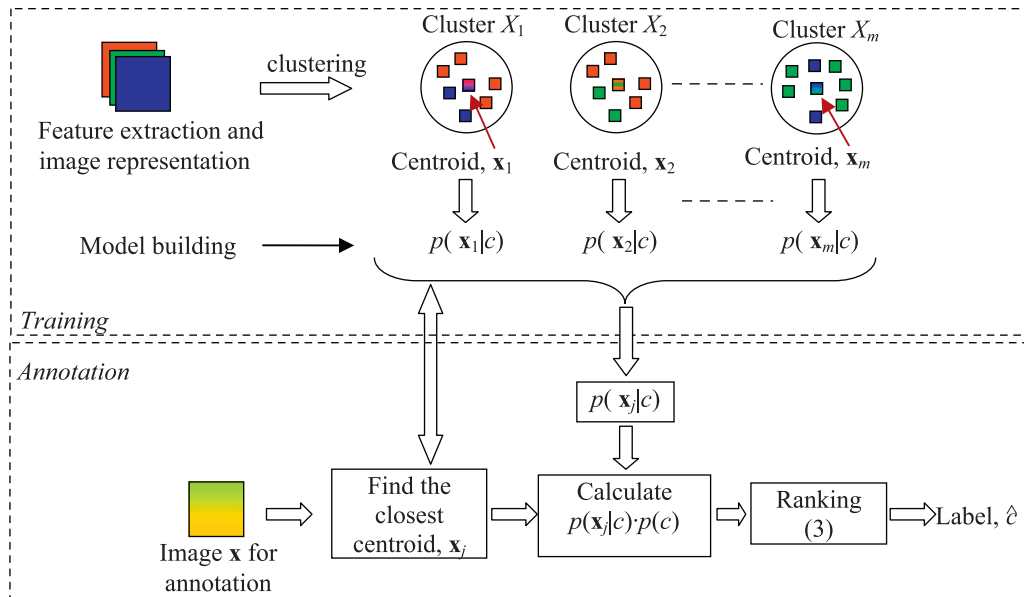 Cluster X₁
Cluster X₂
Cluster Xₘ
clustering
Feature extraction and
image representation
Centroid, x₁
Centroid, x₂
Centroid, xₘ
Model building
p( x₁|c)
p( x₂|c)
p( xₘ|c)
Training
Annotation
p( xⱼ|c)
Image x for
annotation
Find the
closest
centroid, xⱼ
Calculate
p(xⱼ|c)·p(c)
Ranking
(3)
Label, ĉ